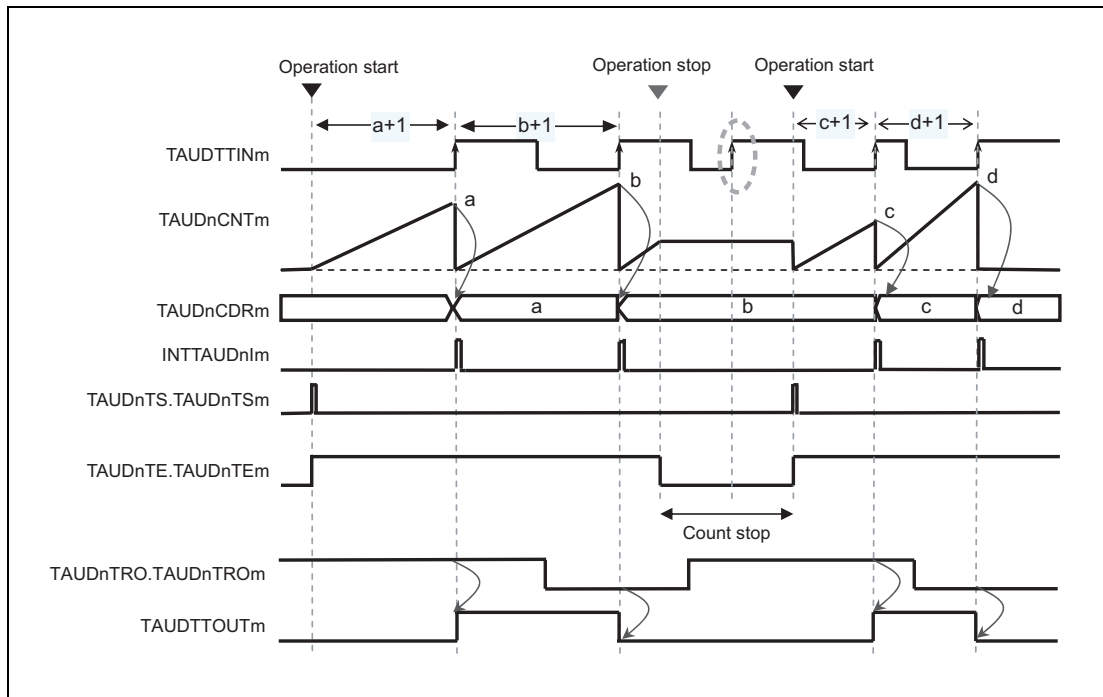 Operation start
Operation stop
Operation start
a+1
b+1
c+1
d+1
TAUDTTINm
a
b
c
d
TAUDnCNTm
TAUDnCDRm
a
b
c
d
INTTAUDnIm
TAUDnTS.TAUDnTSm
TAUDnTE.TAUDnTEm
Count stop
TAUDnTRO.TAUDnTROm
TAUDTTOUTm